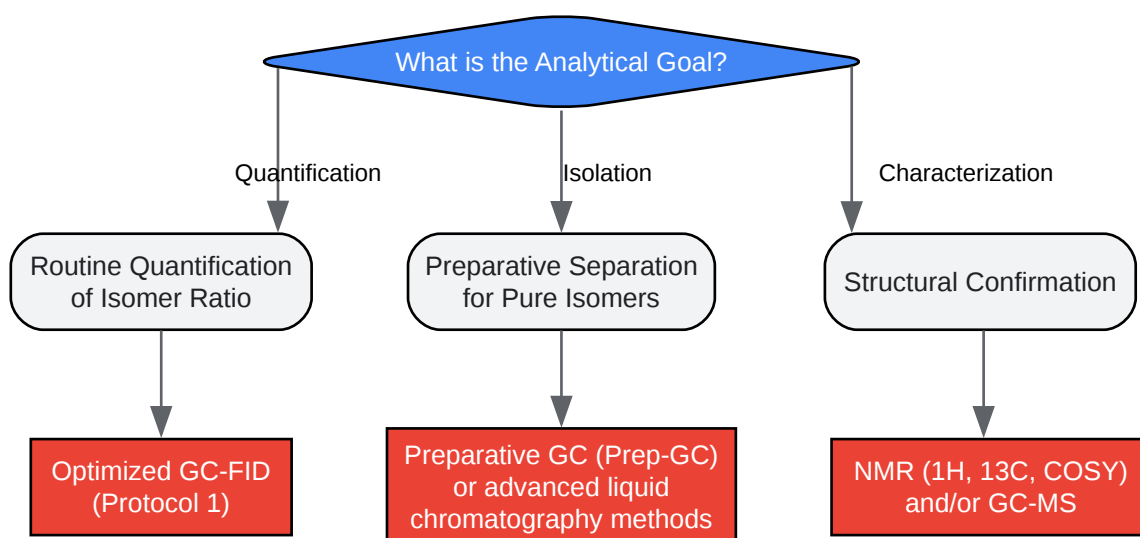 What is the Analytical Goal?
Quantification
Isolation
Characterization
Routine Quantification
of Isomer Ratio
Preparative Separation
for Pure Isomers
Structural Confirmation
Optimized GC-FID
(Protocol 1)
Preparative GC (Prep-GC)
or advanced liquid
chromatography methods
NMR (1H, 13C, COSY)
and/or GC-MS